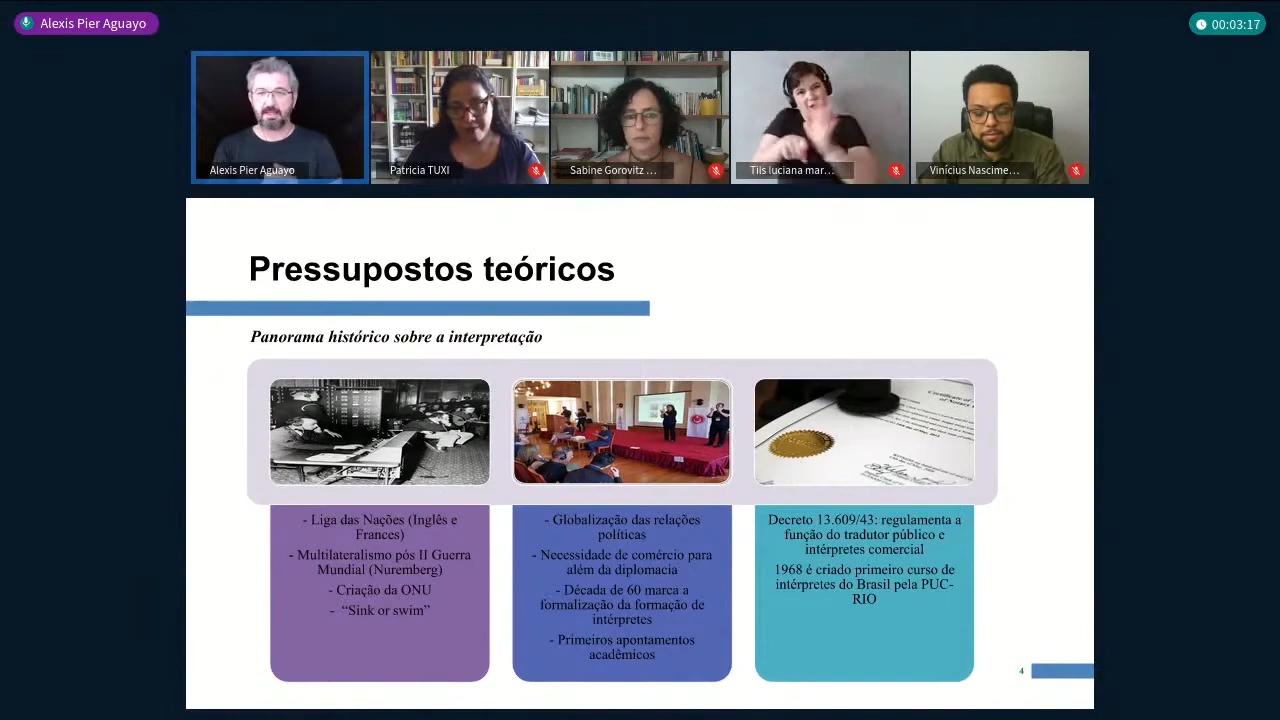 Alexis Pier Aguayo
00:03:17
Alexis Pier Aguayo
Patricia TUXI
Sabine Gorovitz ...
Tils luciana mar...
Vinícius Nascime...
Pressupostos teóricos
Panorama histórico sobre a interpretação
- Liga das Nações (Inglês e
Frances)
- Multilateralismo pós II Guerra
Mundial (Nuremberg)
- Criação da ONU
- “Sink or swim”
- Globalização das relações
políticas
- Necessidade de comércio para
além da diplomacia
- Década de 60 marca a
formalização da formação de
intérpretes
- Primeiros apontamentos
acadêmicos
Decreto 13.609/43: regulamenta a
função do tradutor público e
intérpretes comercial
1968 é criado primeiro curso de
intérpretes do Brasil pela PUC-
RIO
4